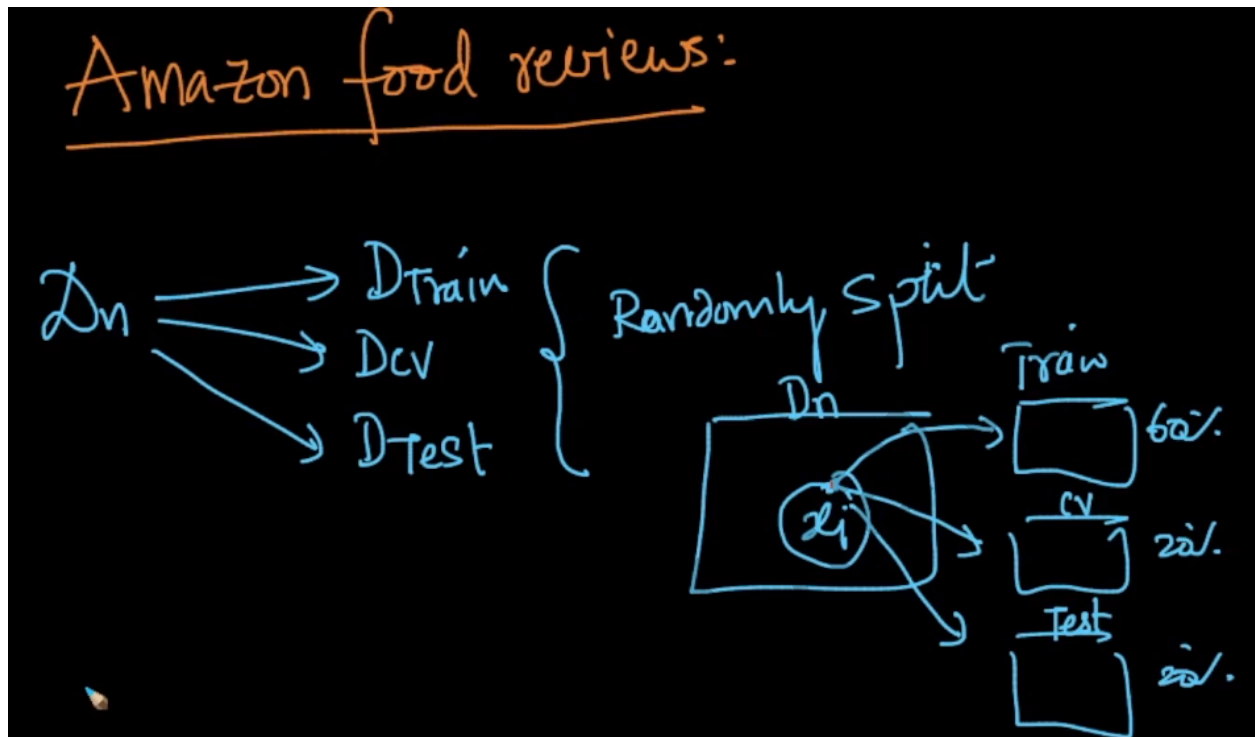 Amazon food reviews:
Dn
DTrain
Dcv
DTest
Randomly split
Dn
xi
Train
60%
CV
20%
Test
20%